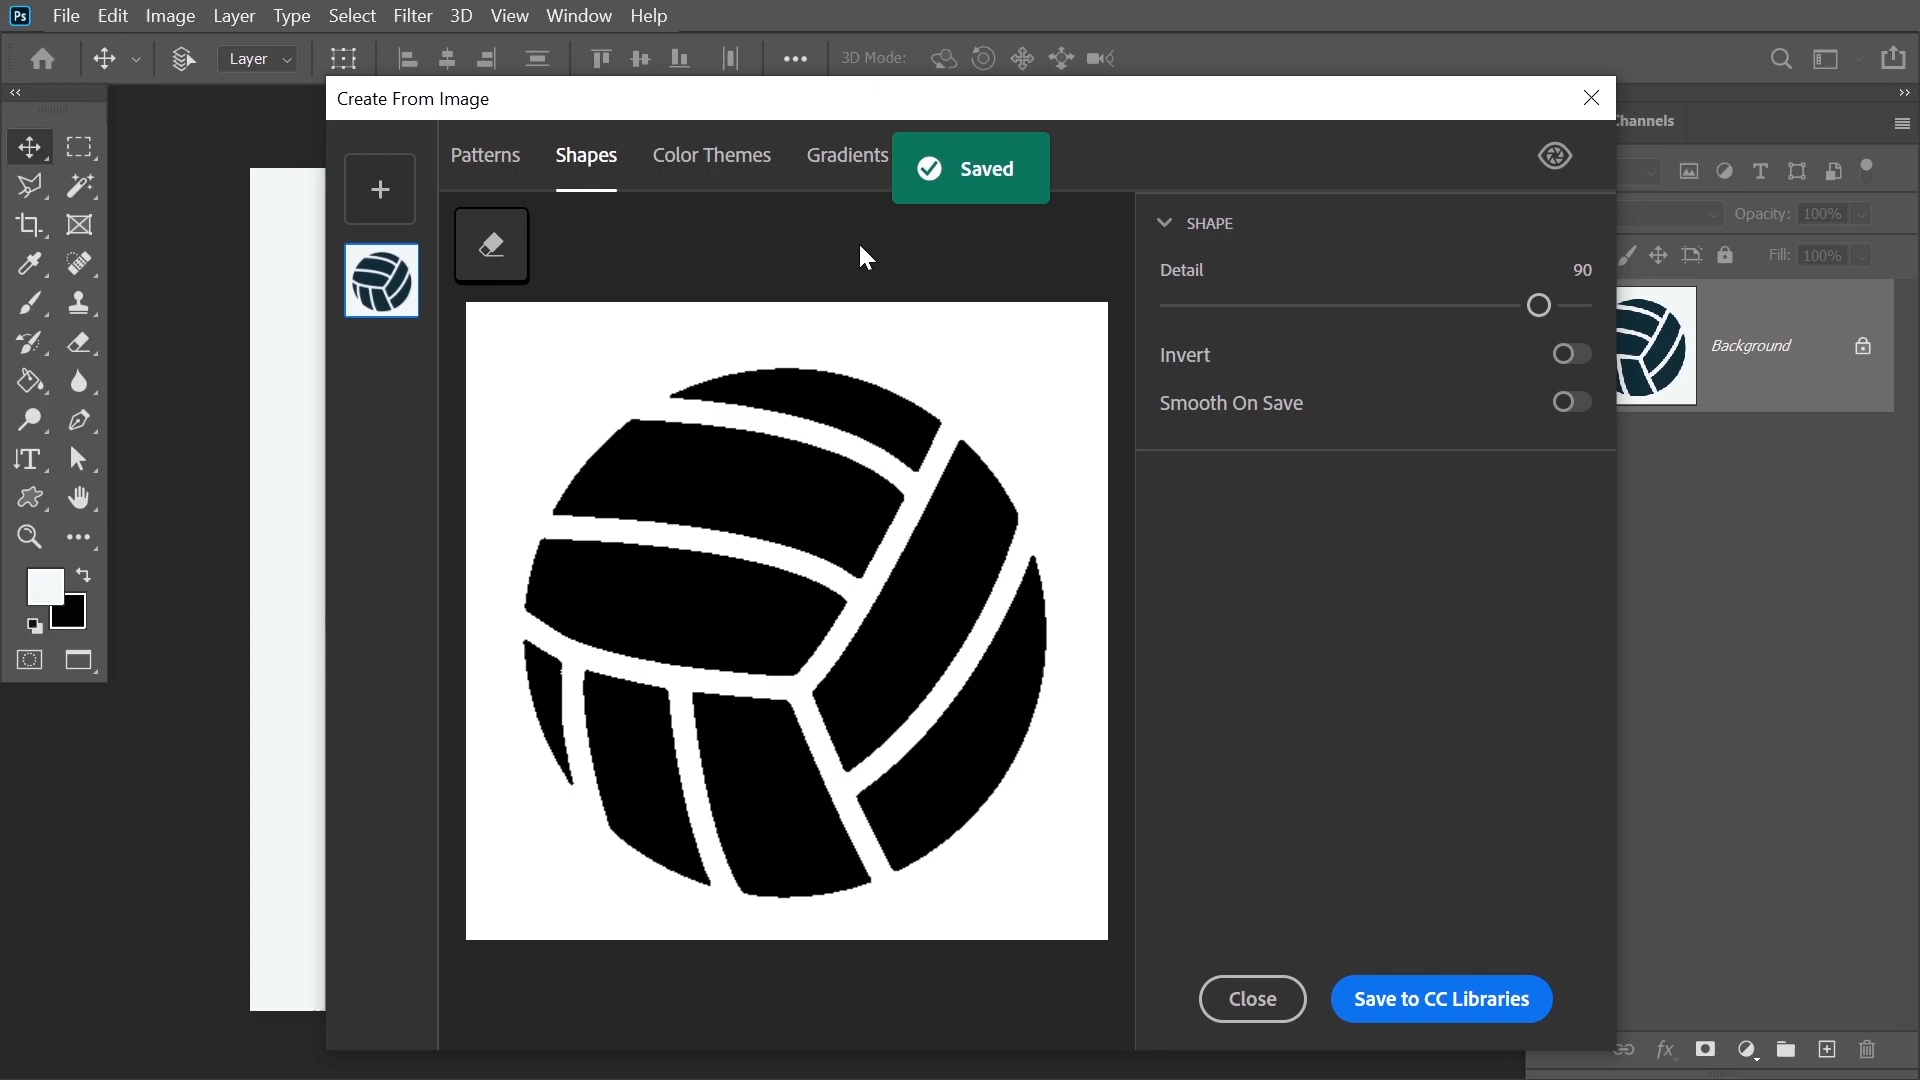 Ps File Edit Image Layer Type Select Filter 3D View Window Help
Layer 3D Mode:
Create From Image
Patterns Shapes Color Themes Gradients Saved
hannels
SHAPE
Opacity: 100%
Detail 90
Fill: 100%
Invert
Background
Smooth On Save
Close Save to CC Libraries